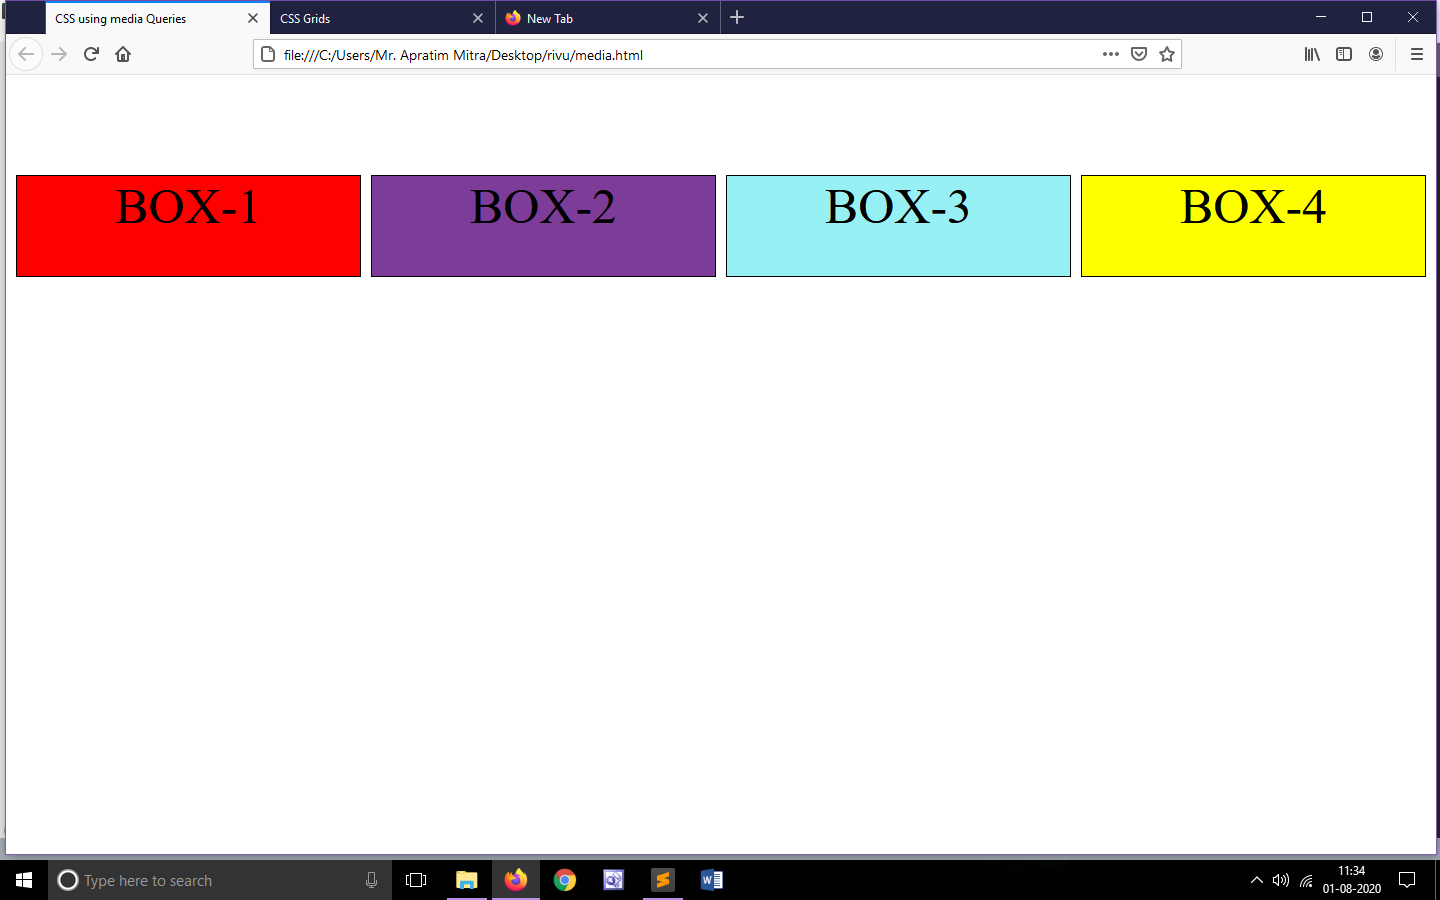 CSS using media Queries
CSS Grids
New Tab
file:///C:/Users/Mr. Apratim Mitra/Desktop/rivu/media.html
BOX-1
BOX-2
BOX-3
BOX-4
Type here to search
11:34
01-08-2020